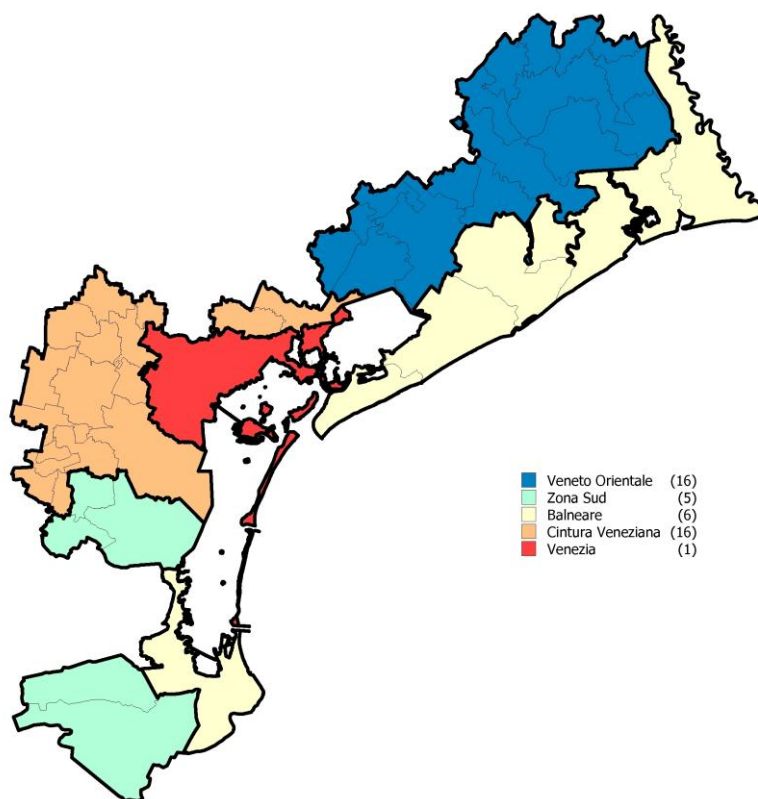 Veneto Orientale (16)
Zona Sud (5)
Balneare (6)
Cintura Veneziana (16)
Venezia (1)